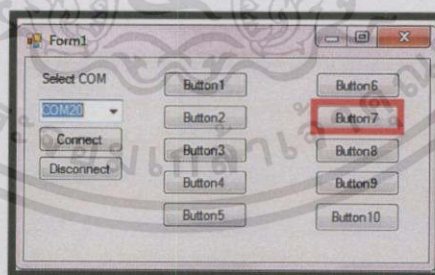 Form1
Select COM
COM20
Connect
Disconnect
Button1
Button2
Button3
Button4
Button5
Button6
Button7
Button8
Button9
Button10